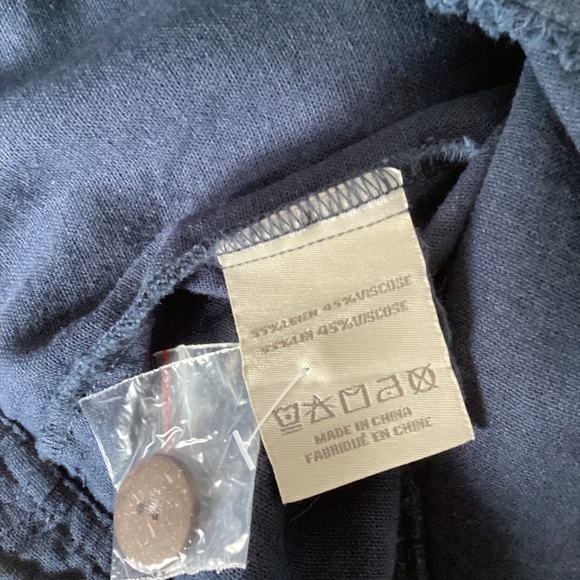 55%LINEN 45%VISCOSE
55%LIN 45%VISCOSE
MADE IN CHINA
FABRIQUÉ EN CHINE